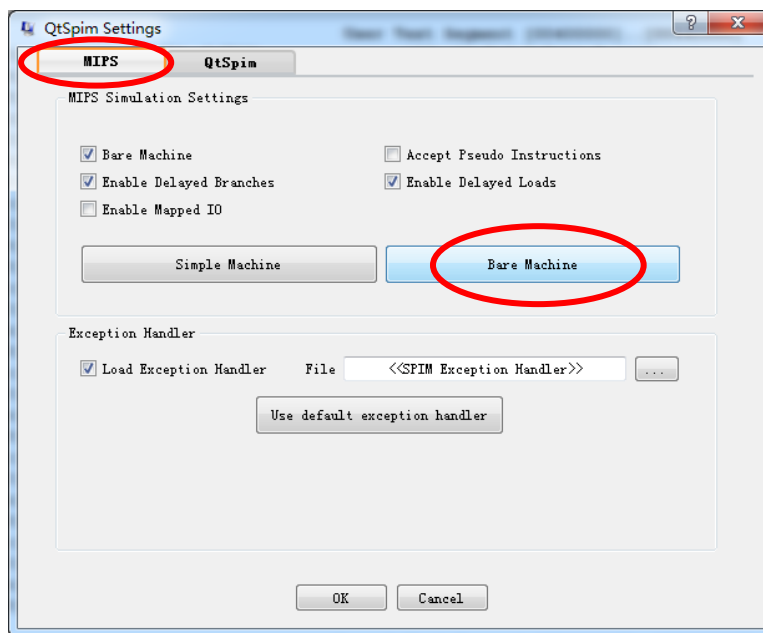 QtSpim Settings
MIPS QtSpim
MIPS Simulation Settings
Bare Machine Accept Pseudo Instructions
Enable Delayed Branches Enable Delayed Loads
Enable Mapped IO
Simple Machine Bare Machine
Exception Handler
Load Exception Handler File <<SPIM Exception Handler>> ...
Use default exception handler
OK Cancel